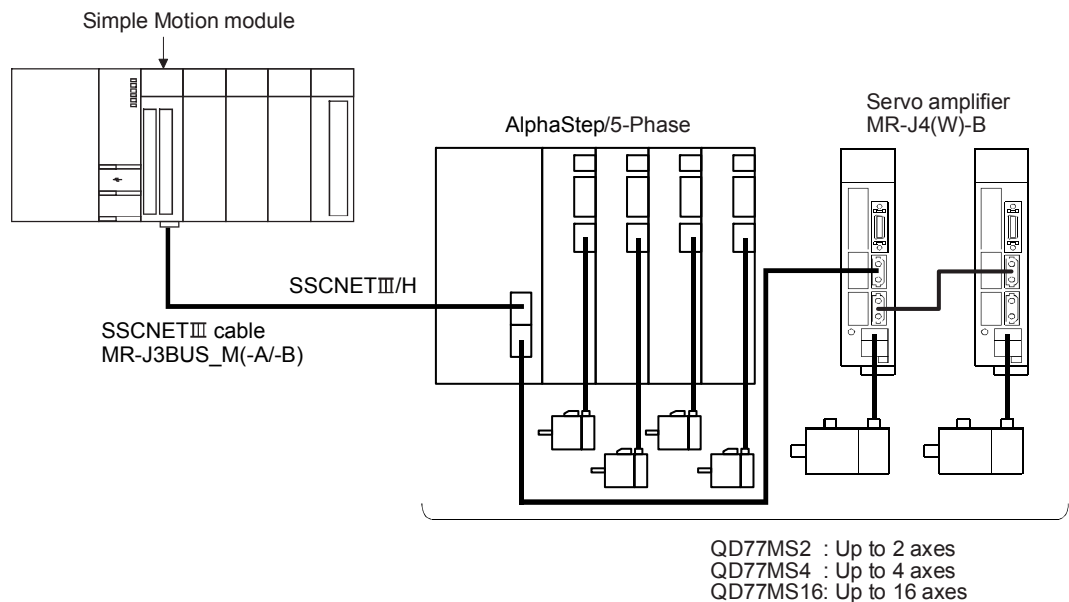 Simple Motion module
Servo amplifier
MR-J4(W)-B
AlphaStep/5-Phase
SSCNETⅢ/H
SSCNETⅢ cable
MR-J3BUS_M(-A/-B)
QD77MS2 : Up to 2 axes
QD77MS4 : Up to 4 axes
QD77MS16: Up to 16 axes